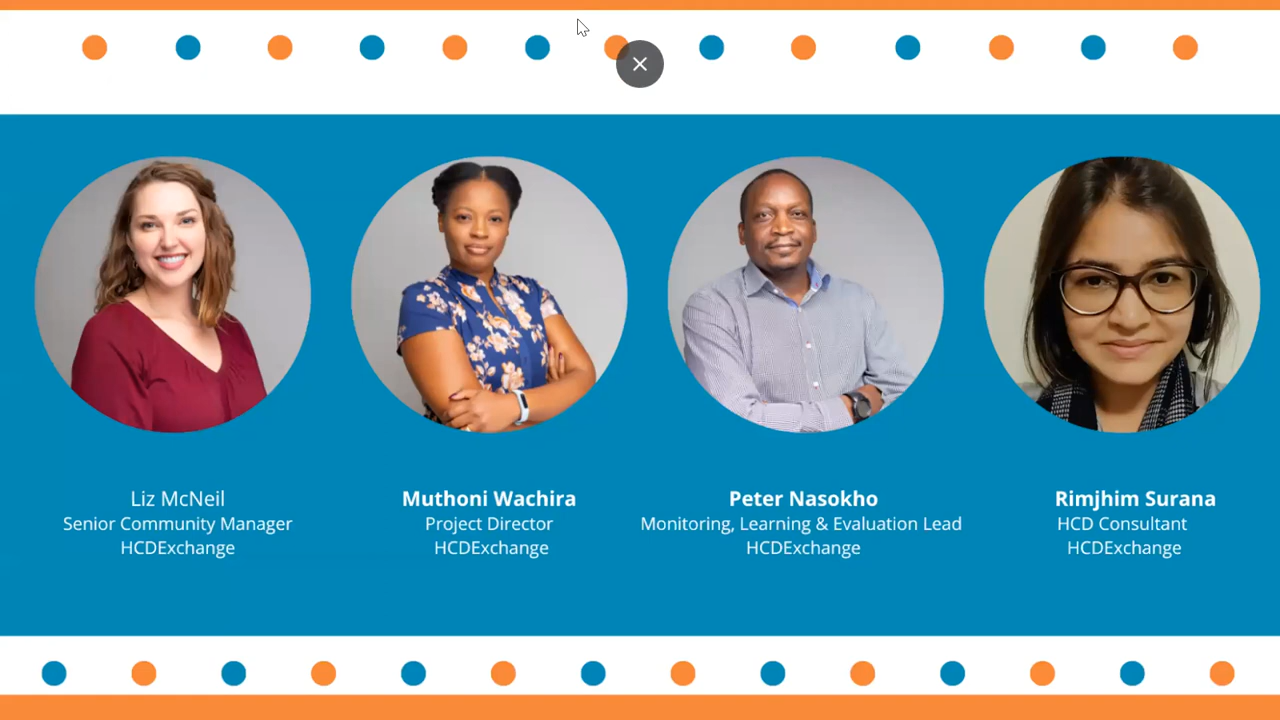 Liz McNeil
Senior Community Manager
HCDExchange
Muthoni Wachira
Project Director
HCDExchange
Peter Nasokho
Monitoring, Learning & Evaluation Lead
HCDExchange
Rimjhim Surana
HCD Consultant
HCDExchange